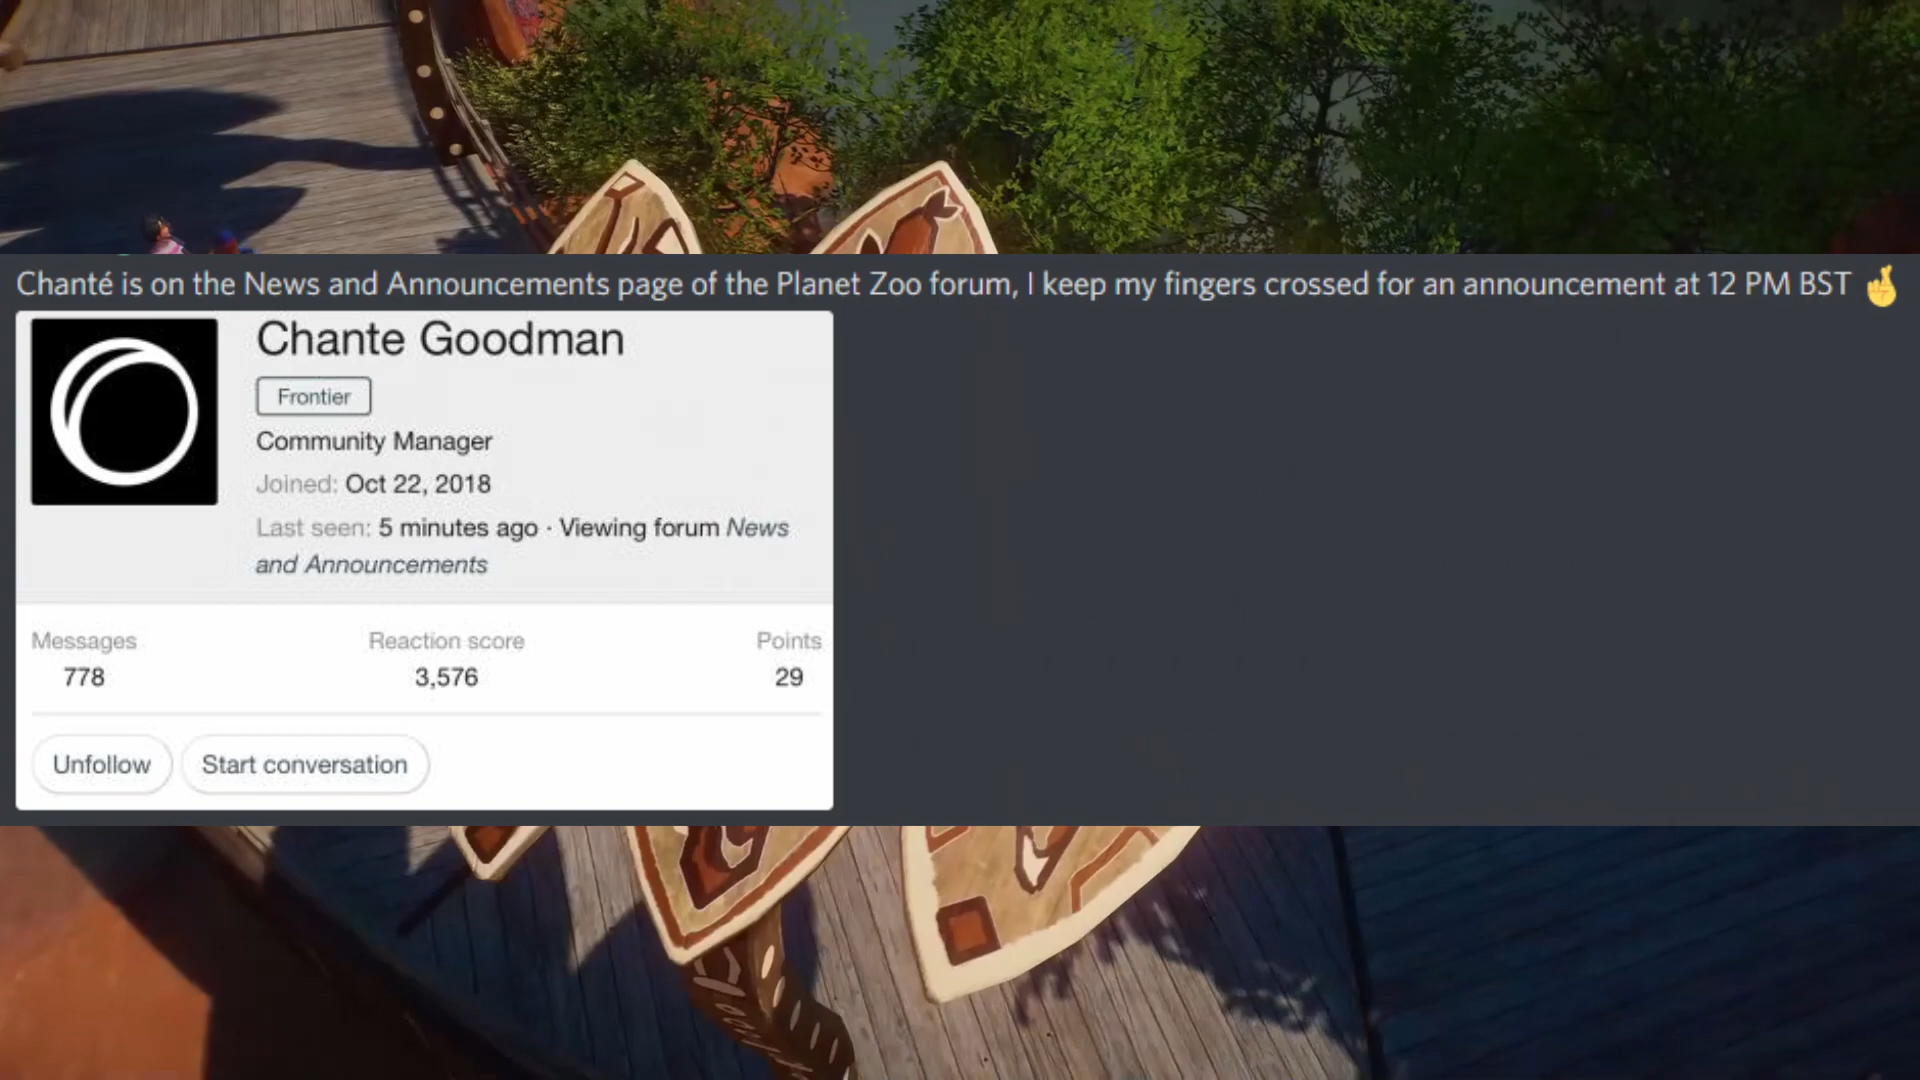 Chanté is on the News and Announcements page of the Planet Zoo forum, I keep my fingers crossed for an announcement at 12 PM BST 🤞
Chante Goodman
Frontier
Community Manager
Joined: Oct 22, 2018
Last seen: 5 minutes ago · Viewing forum News
and Announcements
Messages Reaction score Points
778 3,576 29
Unfollow Start conversation